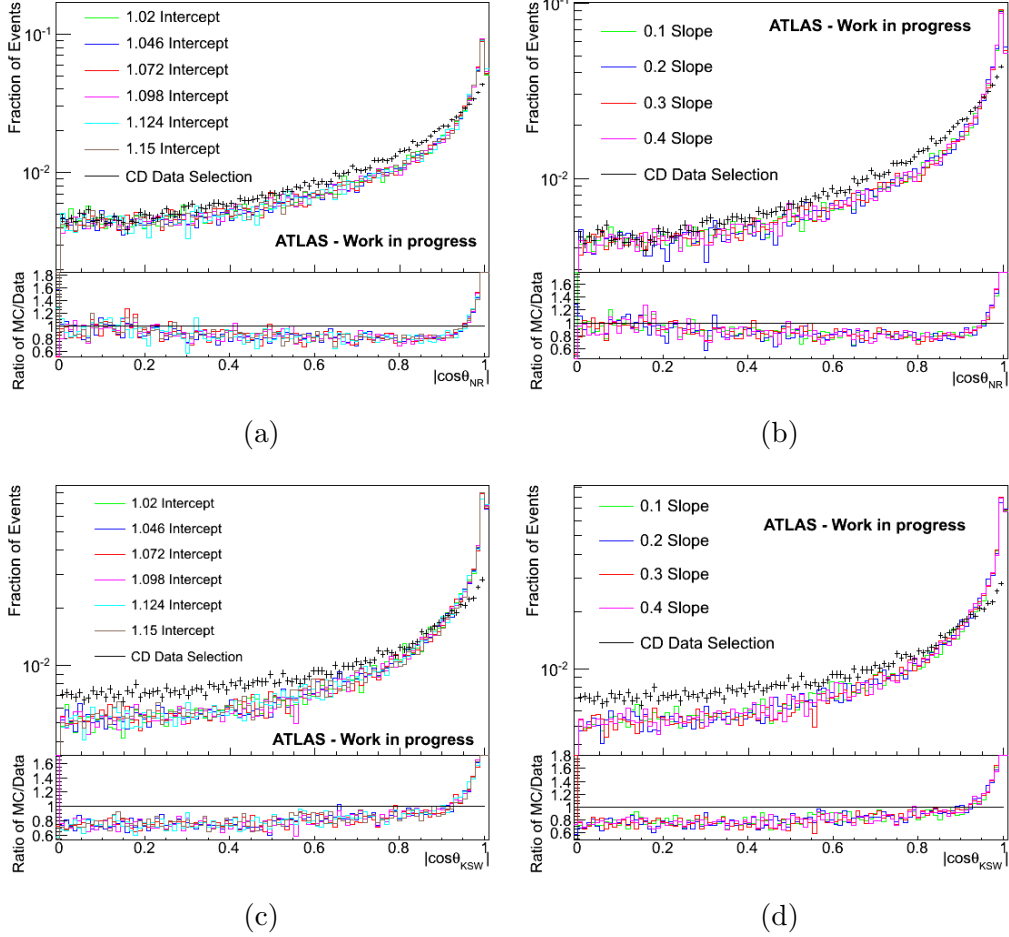 Fraction of Events
10⁻¹
10⁻²
1.02 Intercept
1.046 Intercept
1.072 Intercept
1.098 Intercept
1.124 Intercept
1.15 Intercept
CD Data Selection
ATLAS - Work in progress
Ratio of MC/Data
1.8
1.6
1.4
1.2
1
0.8
0.6
0 0.2 0.4 0.6 0.8 1
|cosθNR|
(a)
Fraction of Events
10⁻¹
10⁻²
ATLAS - Work in progress
0.1 Slope
0.2 Slope
0.3 Slope
0.4 Slope
CD Data Selection
Ratio of MC/Data
1.6
1.4
1.2
1
0.8
0.6
0 0.2 0.4 0.6 0.8 1
|cosθNR|
(b)
Fraction of Events
10⁻²
1.02 Intercept
1.046 Intercept
1.072 Intercept
1.098 Intercept
1.124 Intercept
1.15 Intercept
CD Data Selection
ATLAS - Work in progress
Ratio of MC/Data
1.6
1.4
1.2
1
0.8
0.6
0 0.2 0.4 0.6 0.8 1
|cosθKSW|
(c)
Fraction of Events
10⁻²
0.1 Slope
0.2 Slope
0.3 Slope
0.4 Slope
CD Data Selection
ATLAS - Work in progress
Ratio of MC/Data
1.8
1.6
1.4
1.2
1
0.8
0.6
0 0.2 0.4 0.6 0.8 1
|cosθKSW|
(d)